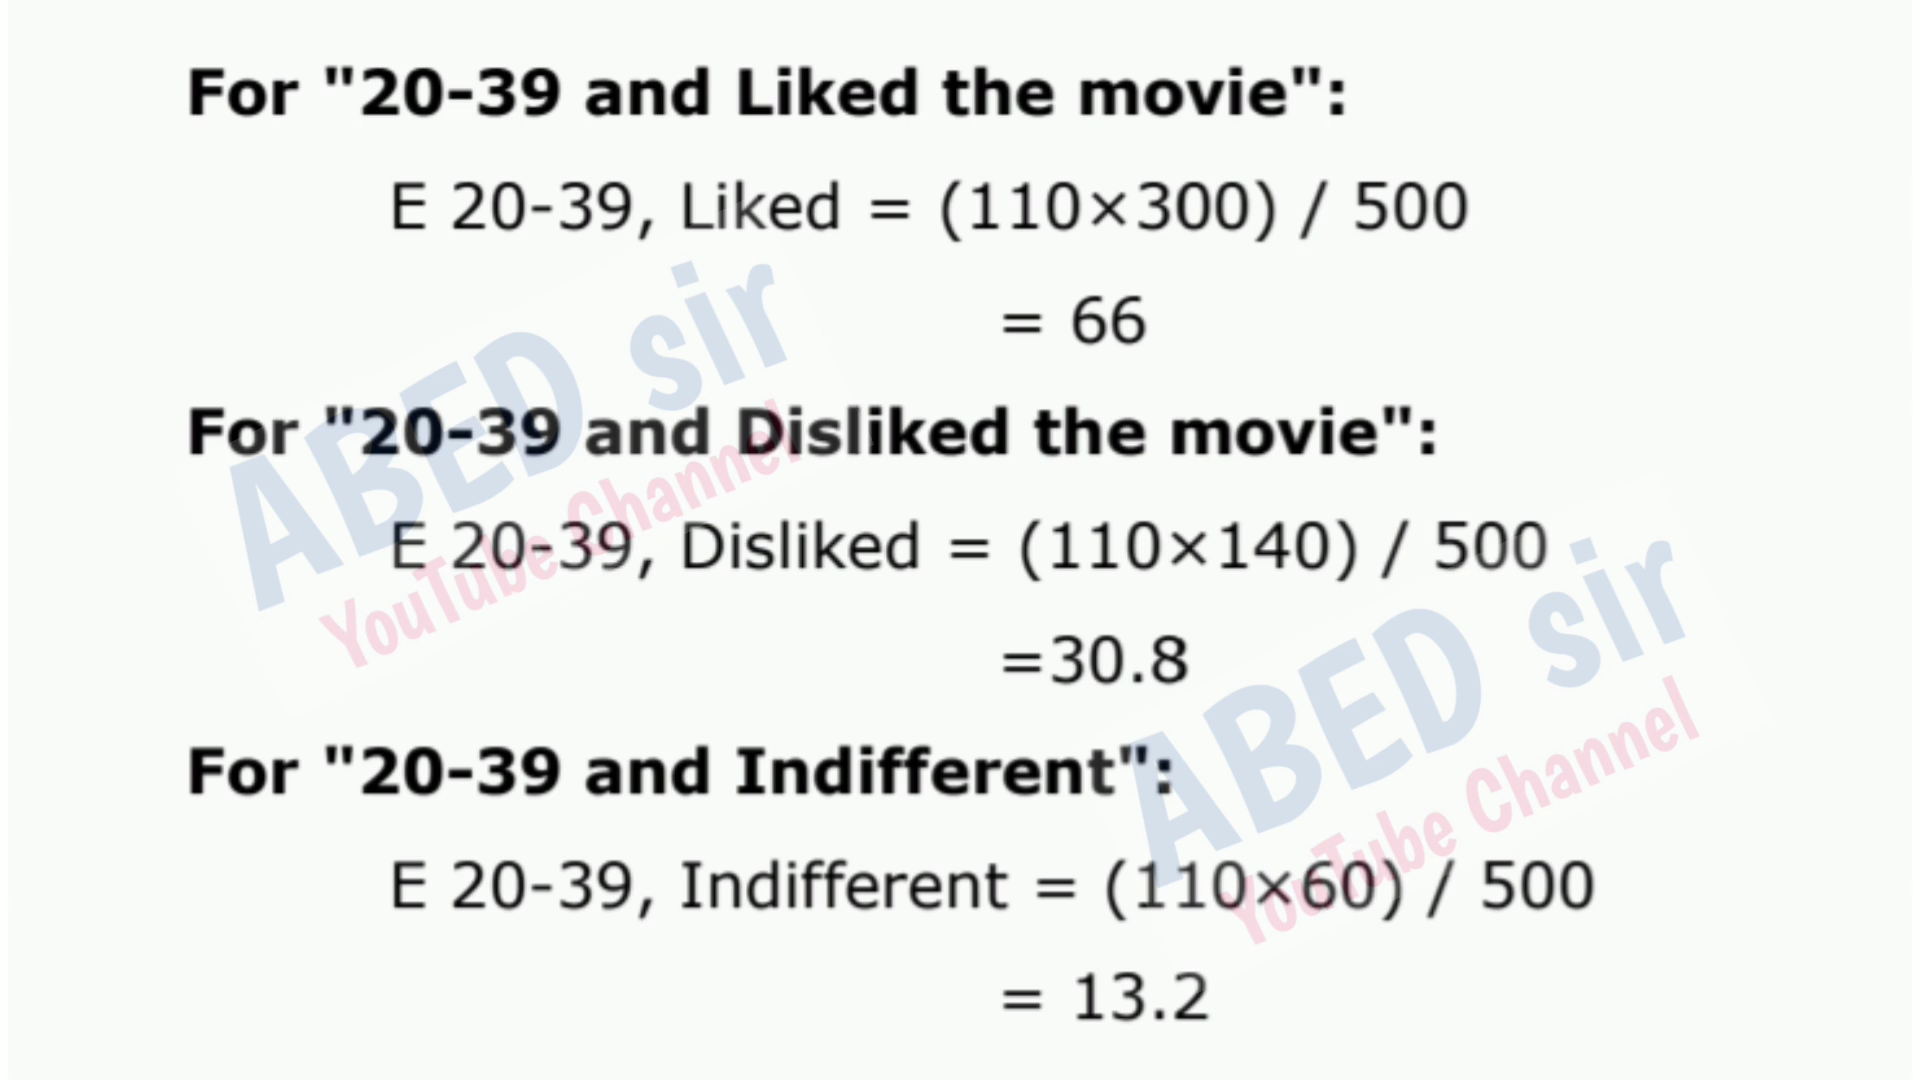 For "20-39 and Liked the movie":
E 20-39, Liked = (110×300) / 500
= 66
For "20-39 and Disliked the movie":
E 20-39, Disliked = (110×140) / 500
=30.8
For "20-39 and Indifferent":
E 20-39, Indifferent = (110×60) / 500
= 13.2
ABED sir
YouTube Channel
ABED sir
YouTube Channel